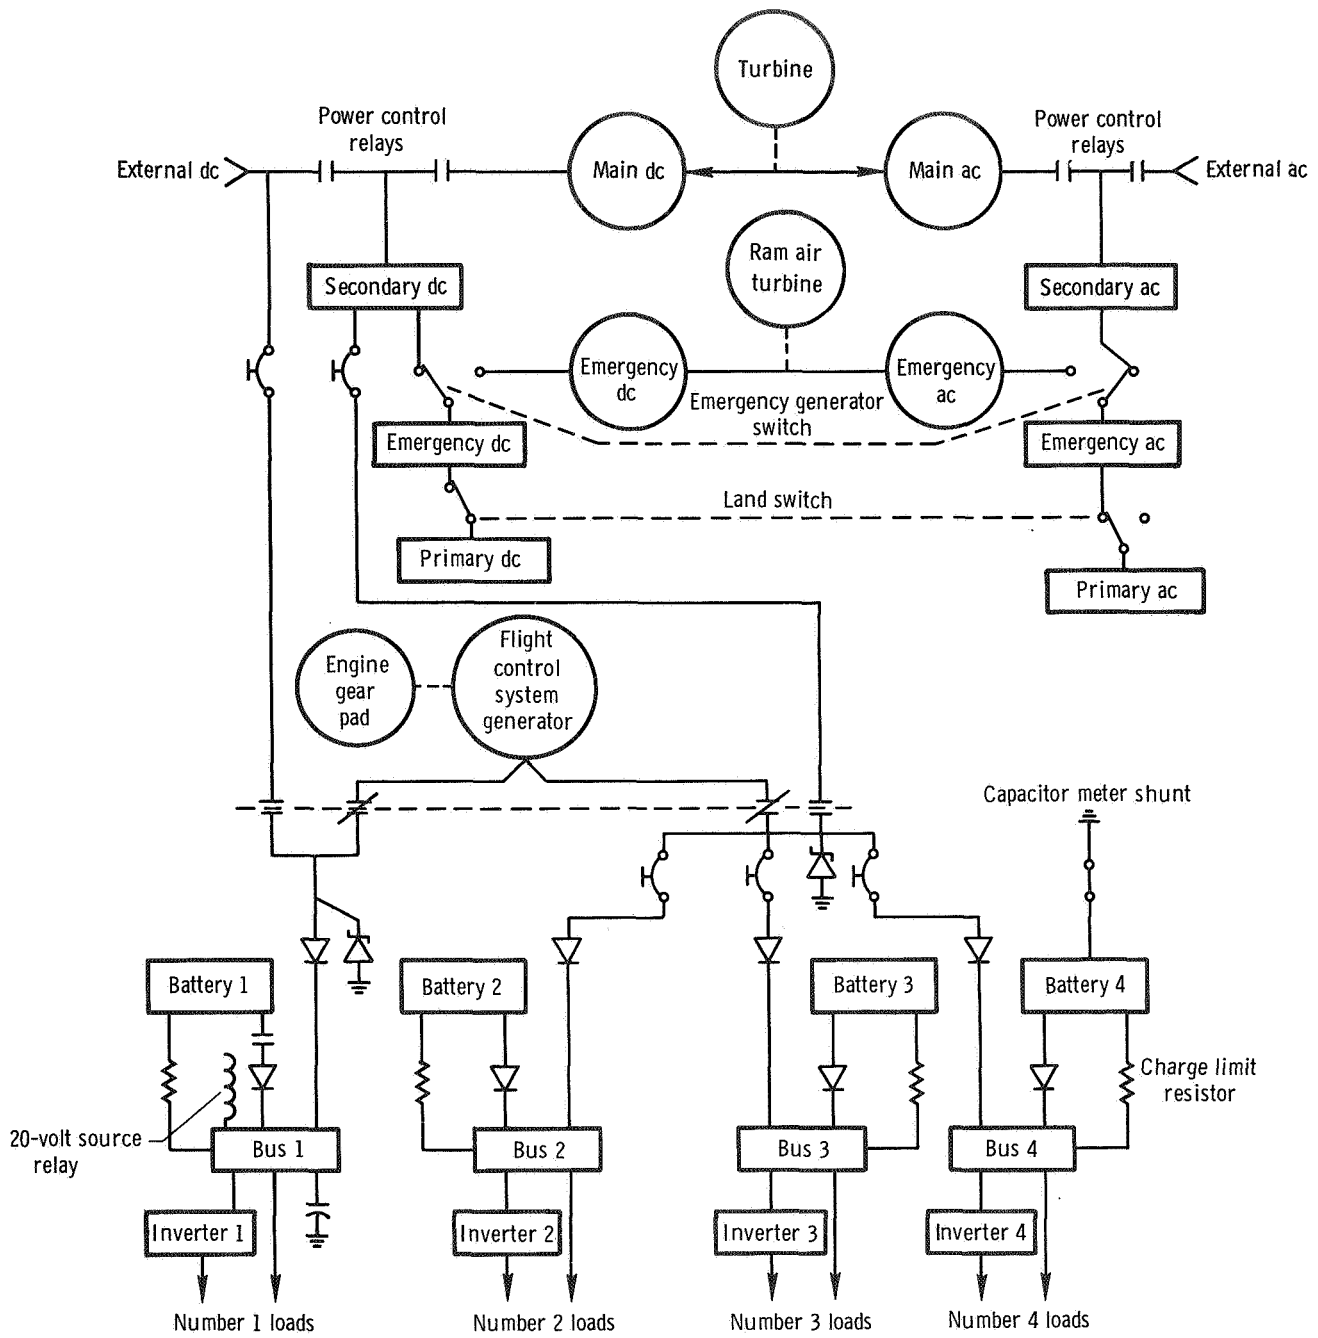 Turbine
Power control
relays
Power control
relays
External dc
Main dc
Main ac
External ac
Ram air
turbine
Secondary dc
Secondary ac
Emergency
dc
Emergency
ac
Emergency generator
switch
Emergency dc
Emergency ac
Land switch
Primary dc
Primary ac
Engine
gear
pad
Flight
control
system
generator
Capacitor meter shunt
Battery 1
Battery 2
Battery 3
Battery 4
Charge limit
resistor
20-volt source
relay
Bus 1
Bus 2
Bus 3
Bus 4
Inverter 1
Inverter 2
Inverter 3
Inverter 4
Number 1 loads
Number 2 loads
Number 3 loads
Number 4 loads